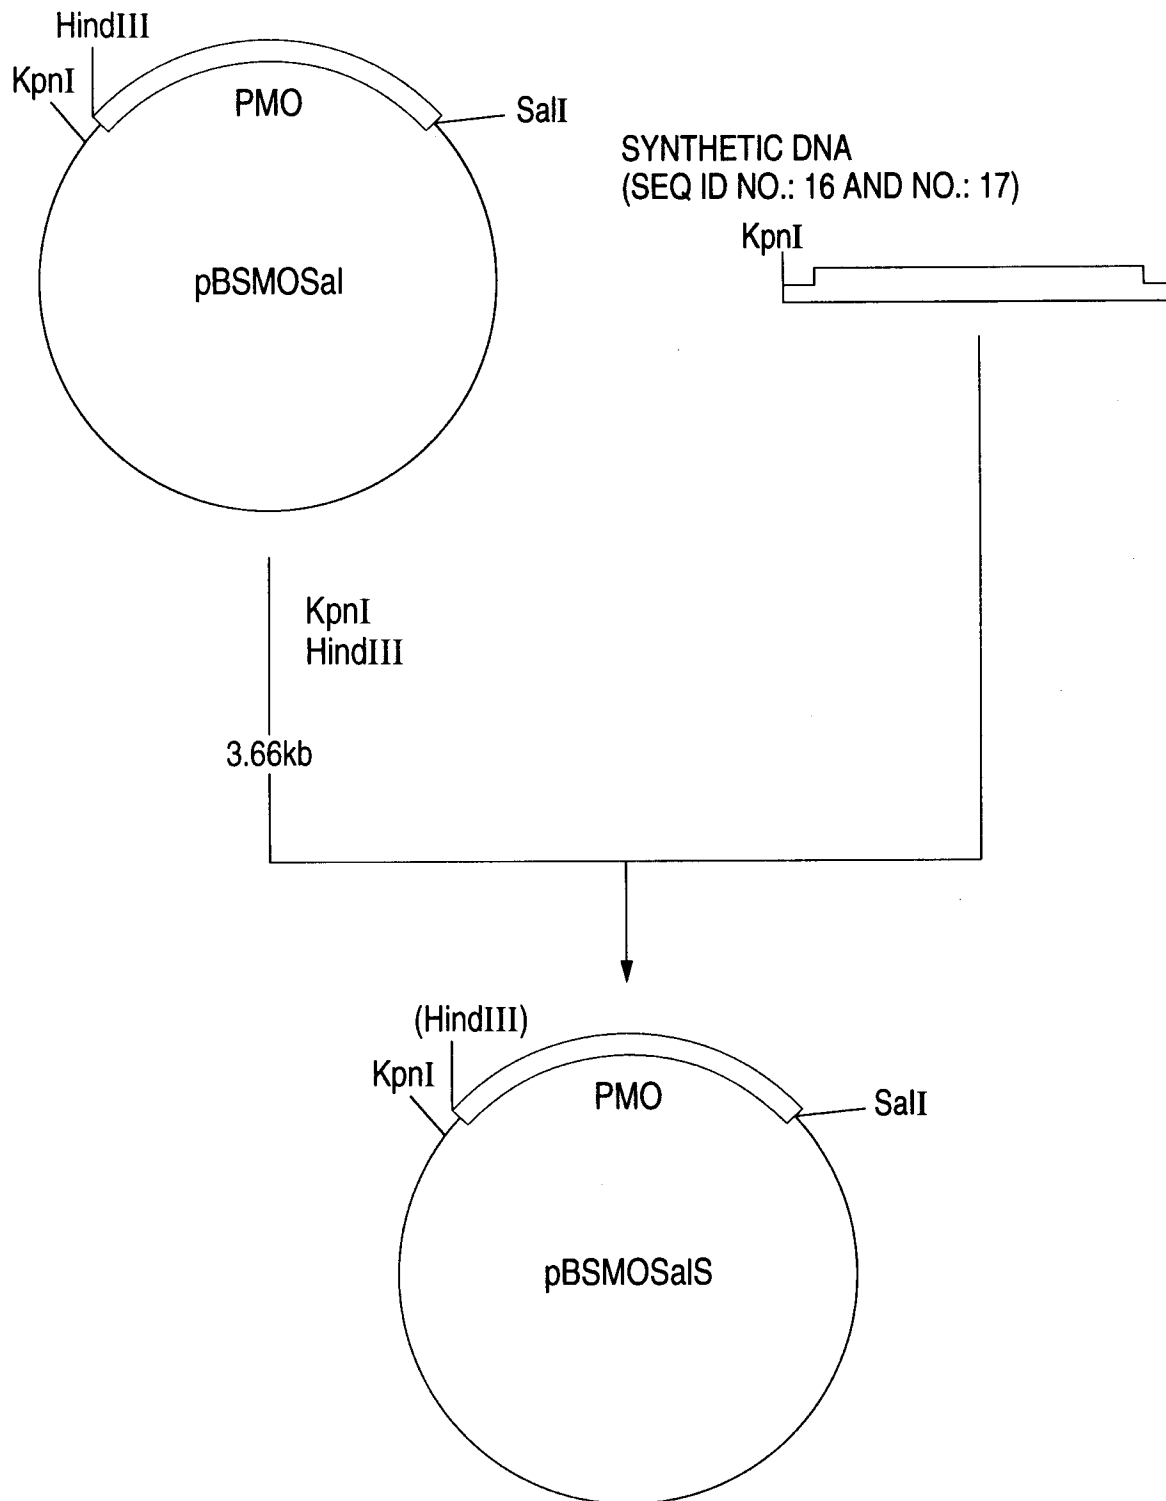 HindIII
KpnI
PMO
SalI
pBSMOSal
SYNTHETIC DNA
(SEQ ID NO.: 16 AND NO.: 17)
KpnI
KpnI
HindIII
3.66kb
(HindIII)
KpnI
PMO
SalI
pBSMOSalS